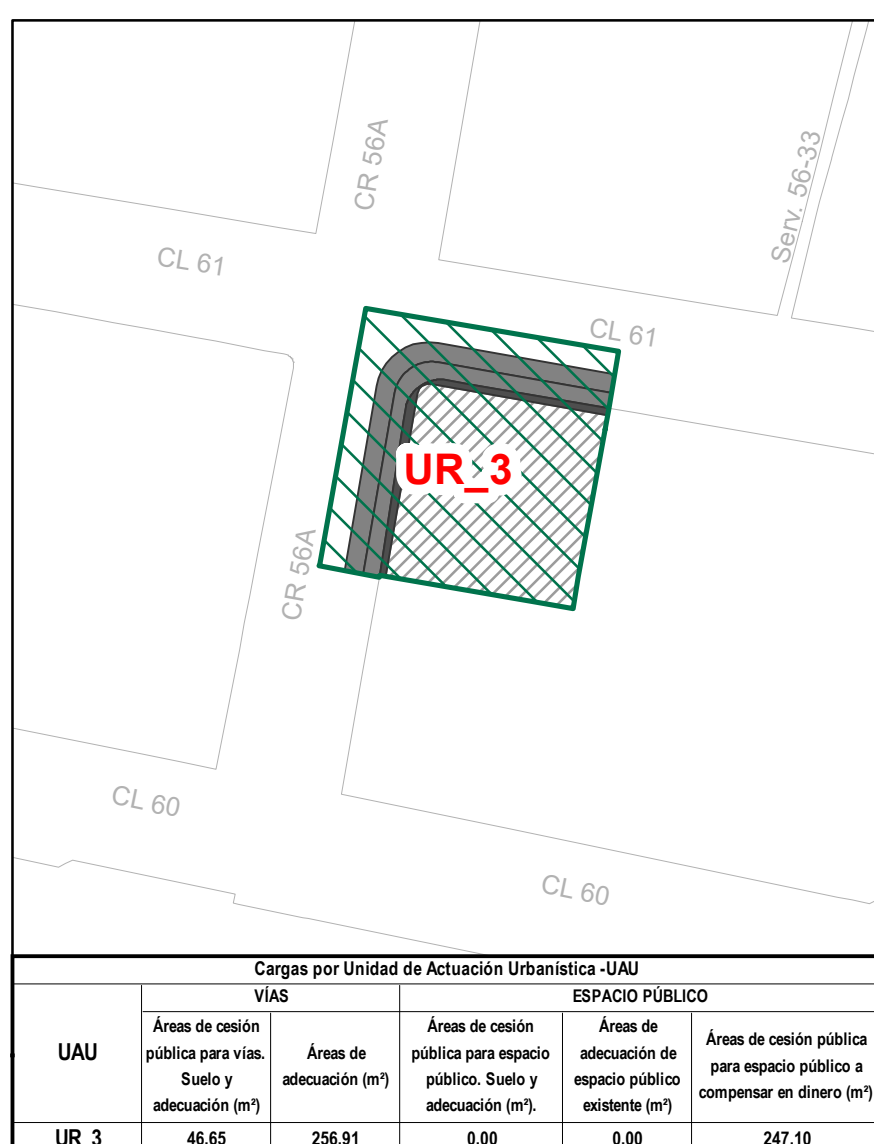 CR 56A
Serv. 56-33
CL 61
CL 61
UR_3
CR 56A
CL 60
CL 60
Cargas por Unidad de Actuación Urbanística -UAU
UAU
VÍAS
ESPACIO PÚBLICO
Áreas de cesión
pública para vías.
Suelo y
adecuación (m²)
Áreas de
adecuación (m²)
Áreas de cesión
pública para espacio
público. Suelo y
adecuación (m²).
Áreas de
adecuación de
espacio público
existente (m²)
Áreas de cesión pública
para espacio público a
compensar en dinero (m²)
UR_3 46.65 256.91 0.00 0.00 247.10